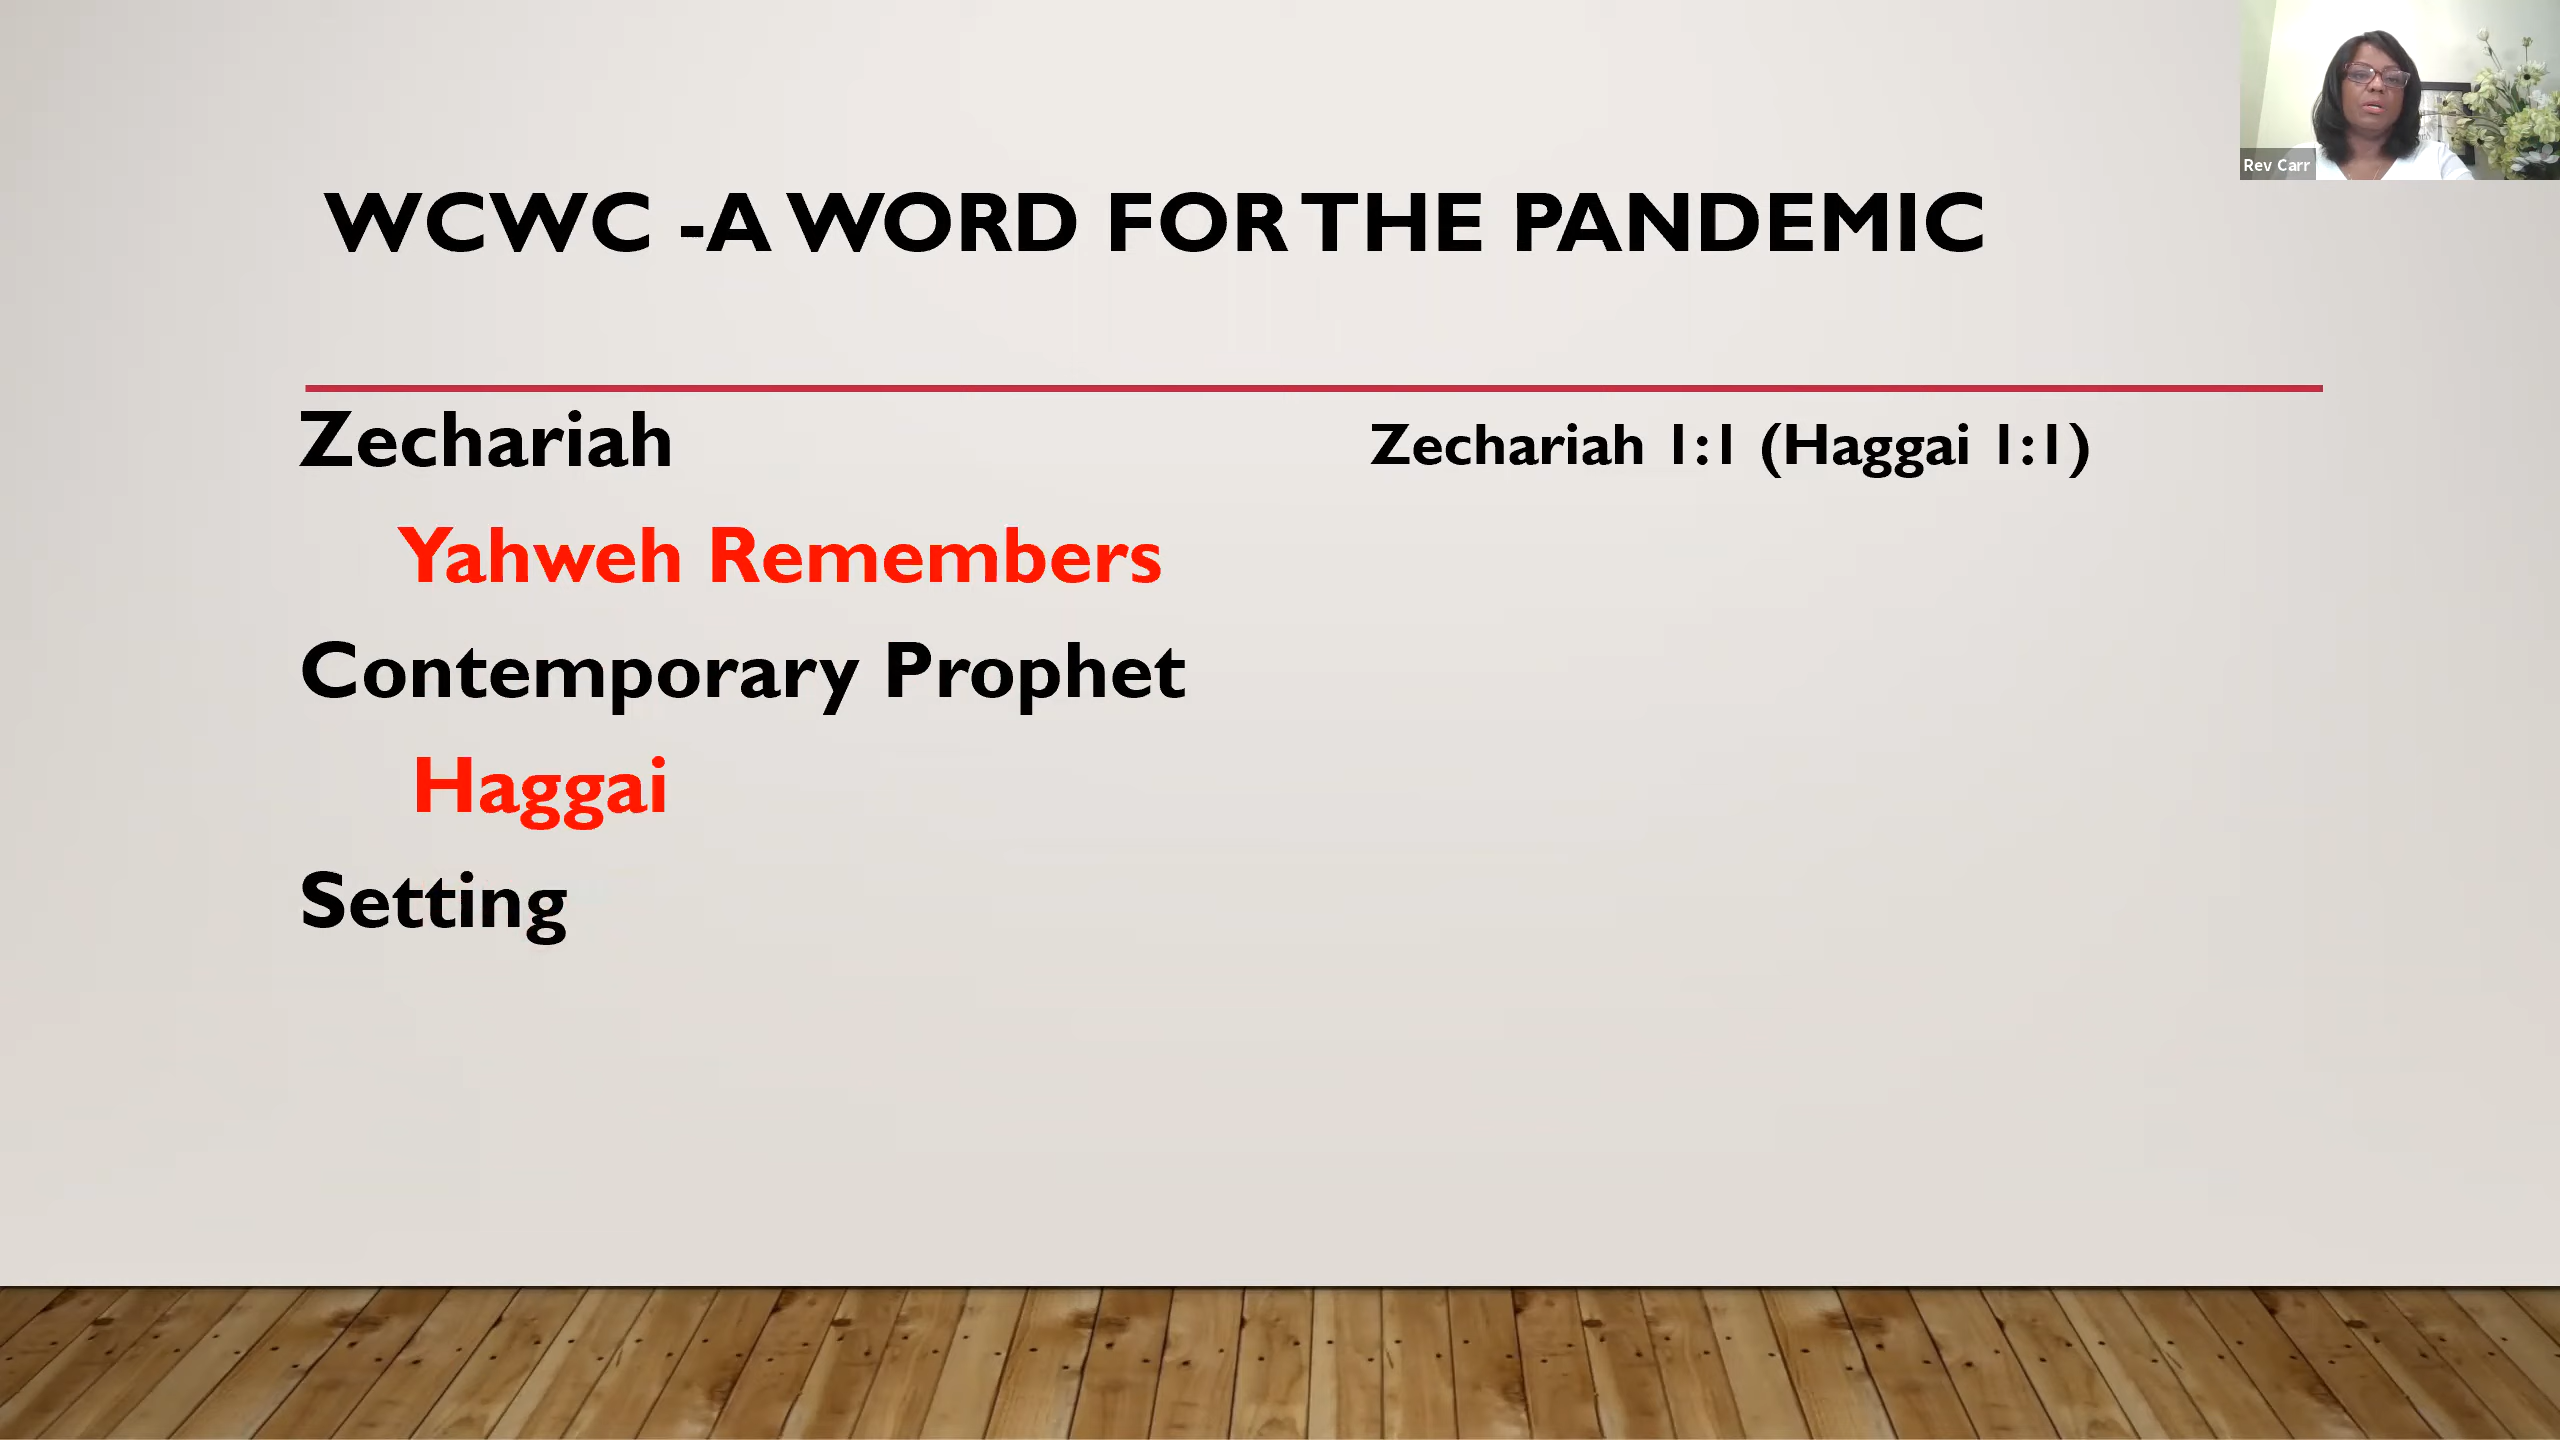 WCWC -A WORD FOR THE PANDEMIC
Rev Carr
Zechariah
Zechariah 1:1 (Haggai 1:1)
Yahweh Remembers
Contemporary Prophet
Haggai
Setting